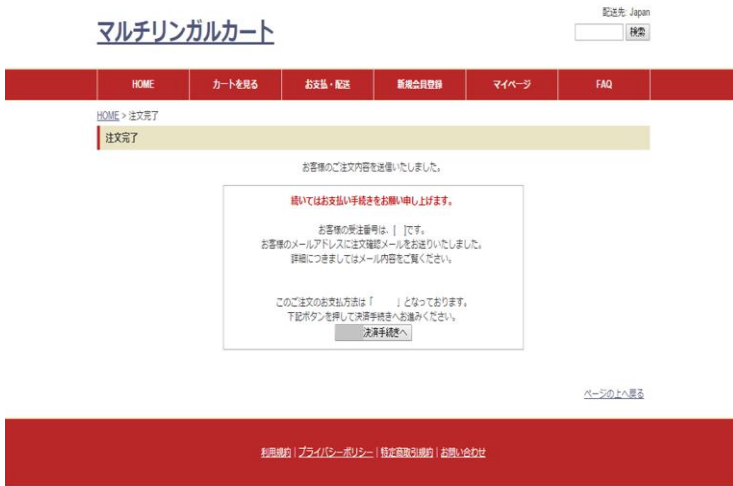 配送先: Japan
マルチリンガルカート
検索
HOME
カートを見る
お支払・配送
新規会員登録
マイページ
FAQ
HOME > 注文完了
注文完了
お客様のご注文内容を送信いたしました。
続いてはお支払い手続きをお願い申し上げます。
お客様の受注番号は、[ ]です。
お客様のメールアドレスに注文確認メールをお送りいたしました。
詳細につきましてはメール内容をご覧ください。
このご注文のお支払方法は「 」となっております。
下記ボタンを押して決済手続きへお進みください。
決済手続きへ
ページの上へ戻る
利用規約 | プライバシーポリシー | 特定商取引規約 | お問い合わせ